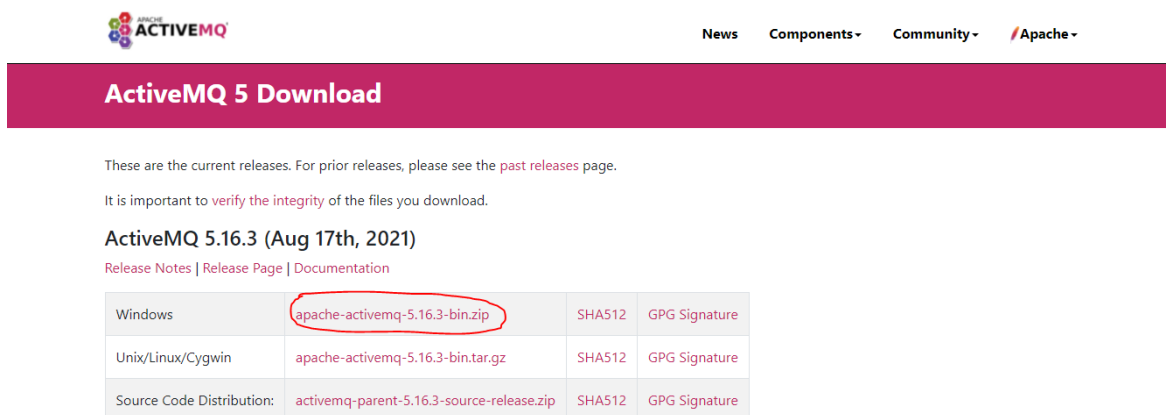 APACHE
ACTIVEMQ
News Components Community Apache
ActiveMQ 5 Download
These are the current releases. For prior releases, please see the past releases page.
It is important to verify the integrity of the files you download.
ActiveMQ 5.16.3 (Aug 17th, 2021)
Release Notes | Release Page | Documentation
Windows apache-activemq-5.16.3-bin.zip SHA512 GPG Signature
Unix/Linux/Cygwin apache-activemq-5.16.3-bin.tar.gz SHA512 GPG Signature
Source Code Distribution: activemq-parent-5.16.3-source-release.zip SHA512 GPG Signature